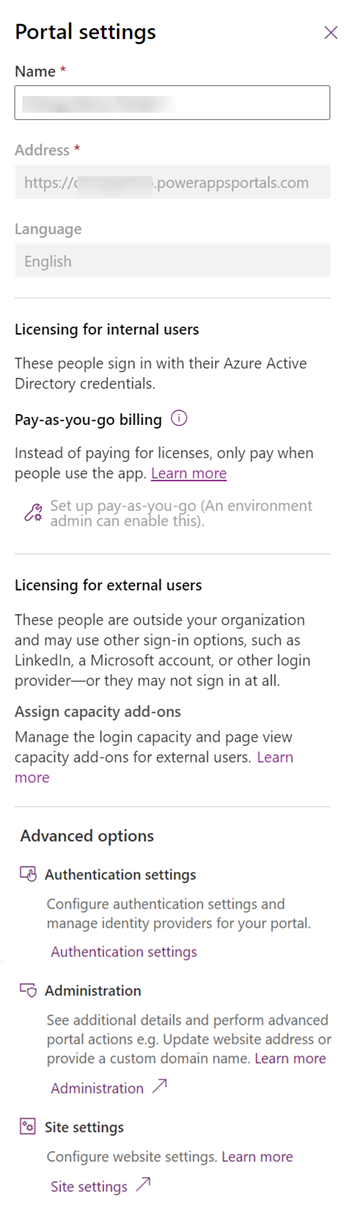 Portal settings
Name *
Address *
https:// .powerappsportals.com
Language
English
Licensing for internal users
These people sign in with their Azure Active
Directory credentials.
Pay-as-you-go billing
Instead of paying for licenses, only pay when
people use the app. Learn more
Set up pay-as-you-go (An environment
admin can enable this).
Licensing for external users
These people are outside your organization
and may use other sign-in options, such as
LinkedIn, a Microsoft account, or other login
provider—or they may not sign in at all.
Assign capacity add-ons
Manage the login capacity and page view
capacity add-ons for external users. Learn
more
Advanced options
Authentication settings
Configure authentication settings and
manage identity providers for your portal.
Authentication settings
Administration
See additional details and perform advanced
portal actions e.g. Update website address or
provide a custom domain name. Learn more
Administration
Site settings
Configure website settings. Learn more
Site settings